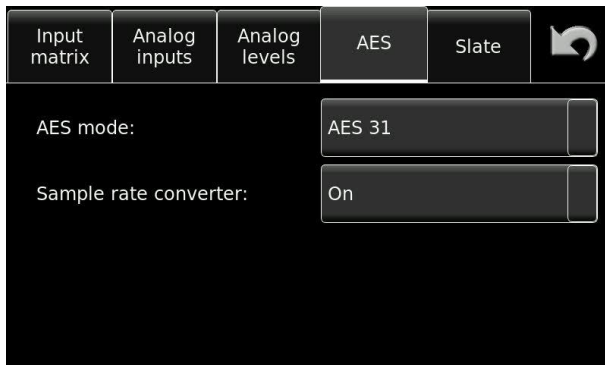 Input
matrix
Analog
inputs
Analog
levels
AES
Slate
AES mode:
AES 31
Sample rate converter:
On